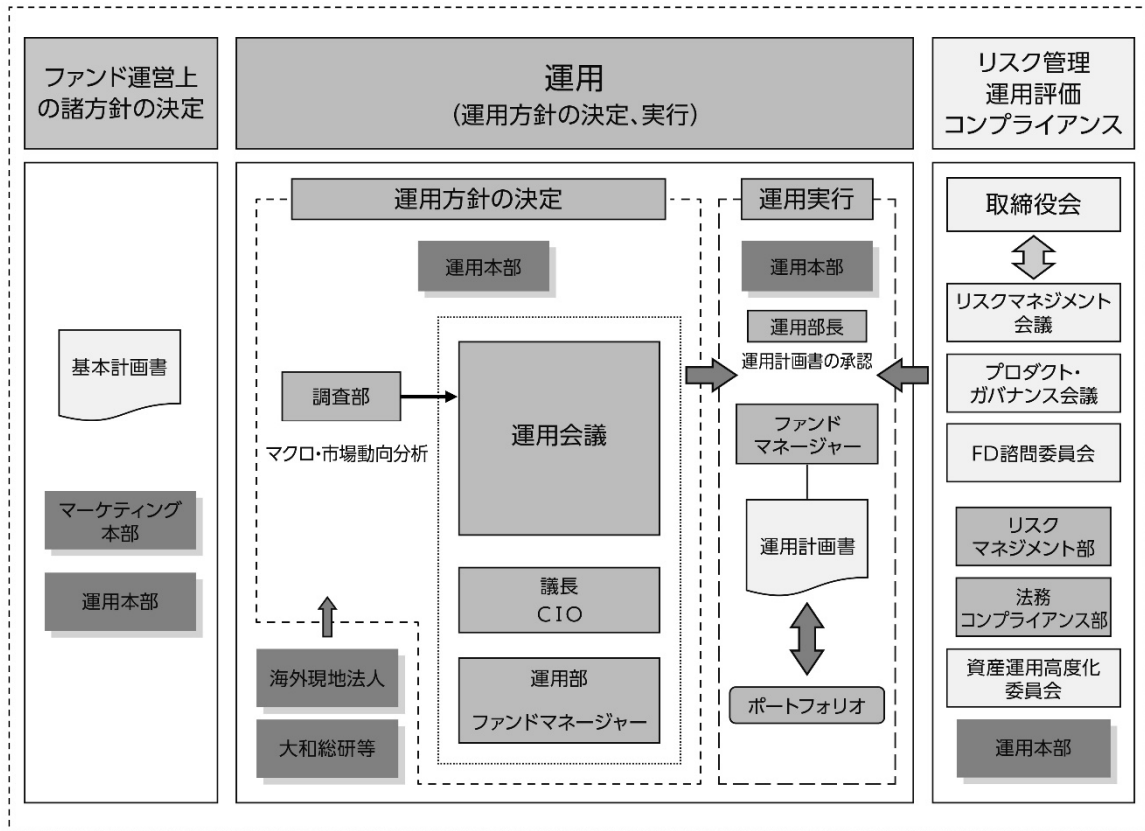 ファンド運営上
の諸方針の決定
運用
(運用方針の決定、実行)
リスク管理
運用評価
コンプライアンス
基本計画書
マーケティング
本部
運用本部
運用方針の決定
運用本部
調査部
マクロ・市場動向分析
運用会議
議長
CIO
運用部
ファンドマネージャー
海外現地法人
大和総研等
運用実行
運用本部
運用部長
運用計画書の承認
ファンド
マネージャー
運用計画書
ポートフォリオ
取締役会
リスクマネジメント
会議
プロダクト・
ガバナンス会議
FD諮問委員会
リスク
マネジメント部
法務
コンプライアンス部
資産運用高度化
委員会
運用本部